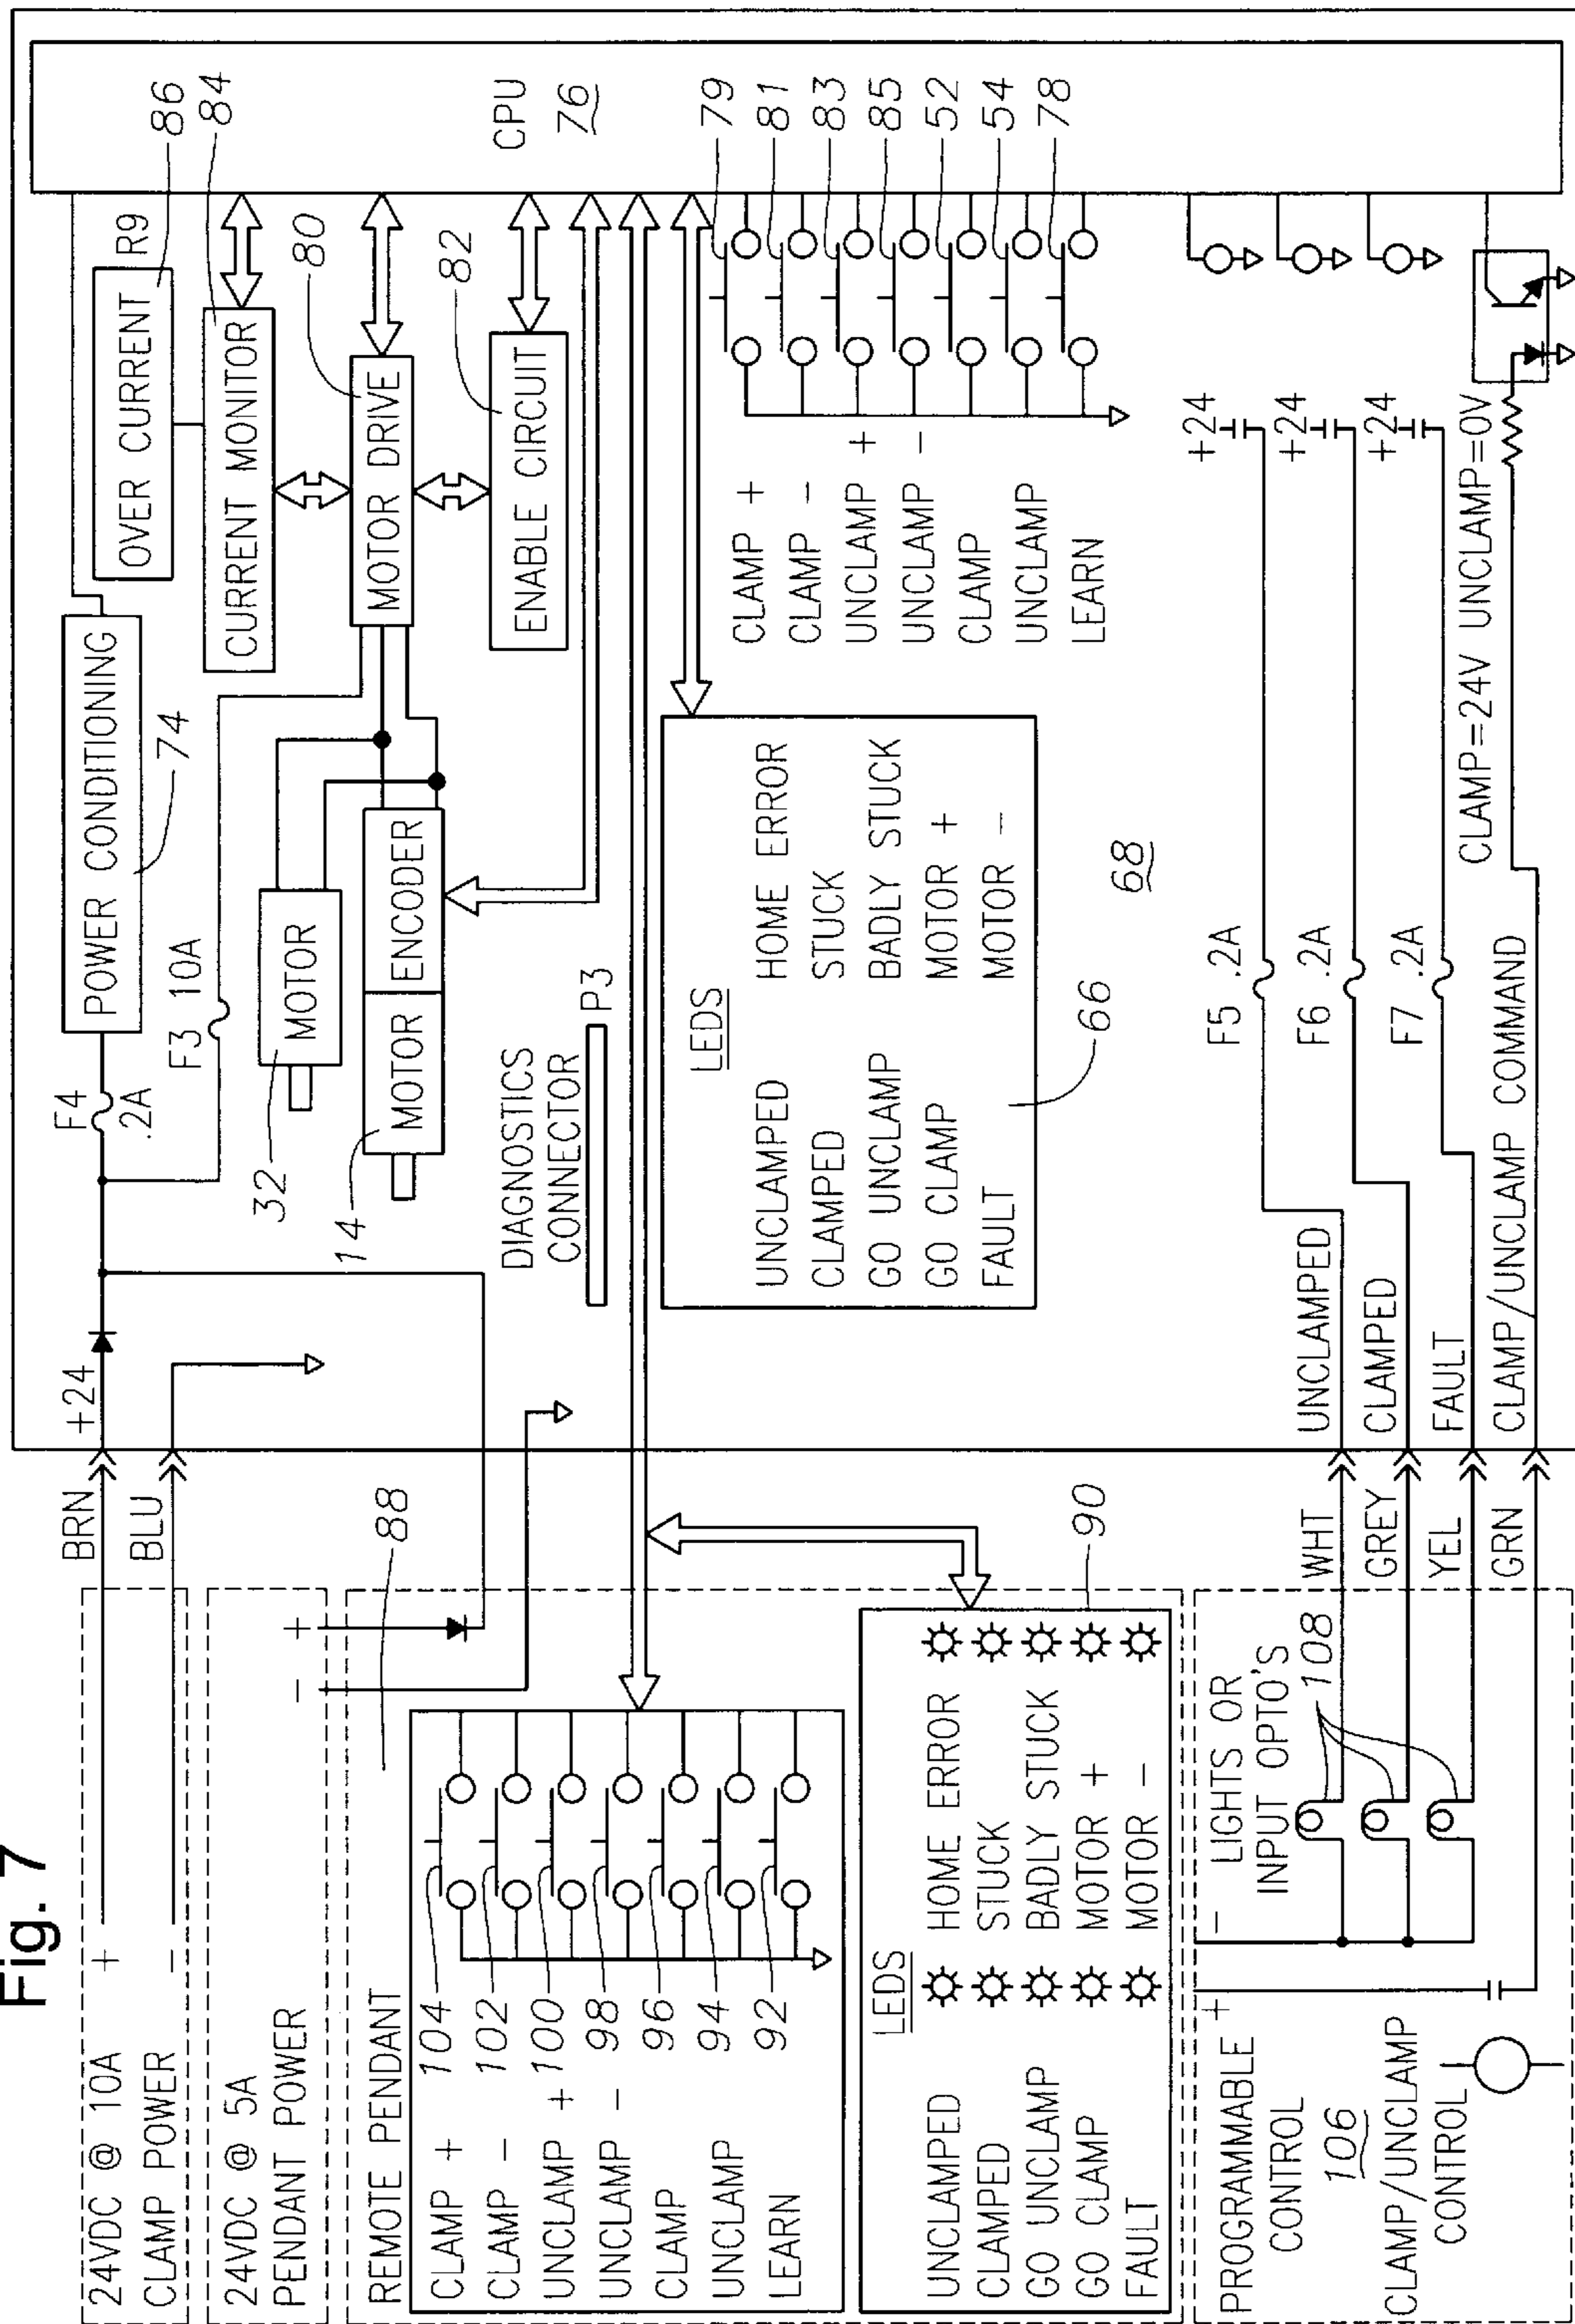 Fig. 7
24VDC @ 10A +
CLAMP POWER -
BRN
BLU
+24
F4
.2A
POWER CONDITIONING
74
24VDC @ 5A
PENDANT POWER
+
-
F3 10A
OVER CURRENT
R9
86
CURRENT MONITOR
84
MOTOR DRIVE
80
ENABLE CIRCUIT
82
CPU
76
32
MOTOR
14
MOTOR
ENCODER
DIAGNOSTICS
CONNECTOR
P3
REMOTE PENDANT
88
CLAMP + 104
CLAMP - 102
UNCLAMP + 100
UNCLAMP - 98
CLAMP 96
UNCLAMP 94
LEARN 92
LEDS
UNCLAMPED HOME ERROR
CLAMPED STUCK
GO UNCLAMP BADLY STUCK
GO CLAMP MOTOR +
FAULT MOTOR -
90
LEDS
UNCLAMPED HOME ERROR
CLAMPED STUCK
GO UNCLAMP BADLY STUCK
GO CLAMP MOTOR +
FAULT MOTOR -
66
68
CLAMP + 79
CLAMP - 81
UNCLAMP + 83
UNCLAMP - 85
CLAMP 52
UNCLAMP 54
LEARN 78
PROGRAMMABLE
CONTROL
106
CLAMP/UNCLAMP
CONTROL
+
-
LIGHTS OR
INPUT OPTO'S
108
WHT
GREY
YEL
GRN
UNCLAMPED
CLAMPED
FAULT
CLAMP/UNCLAMP COMMAND
F5 .2A
F6 .2A
F7 .2A
+24
+24
+24
CLAMP=24V UNCLAMP=0V